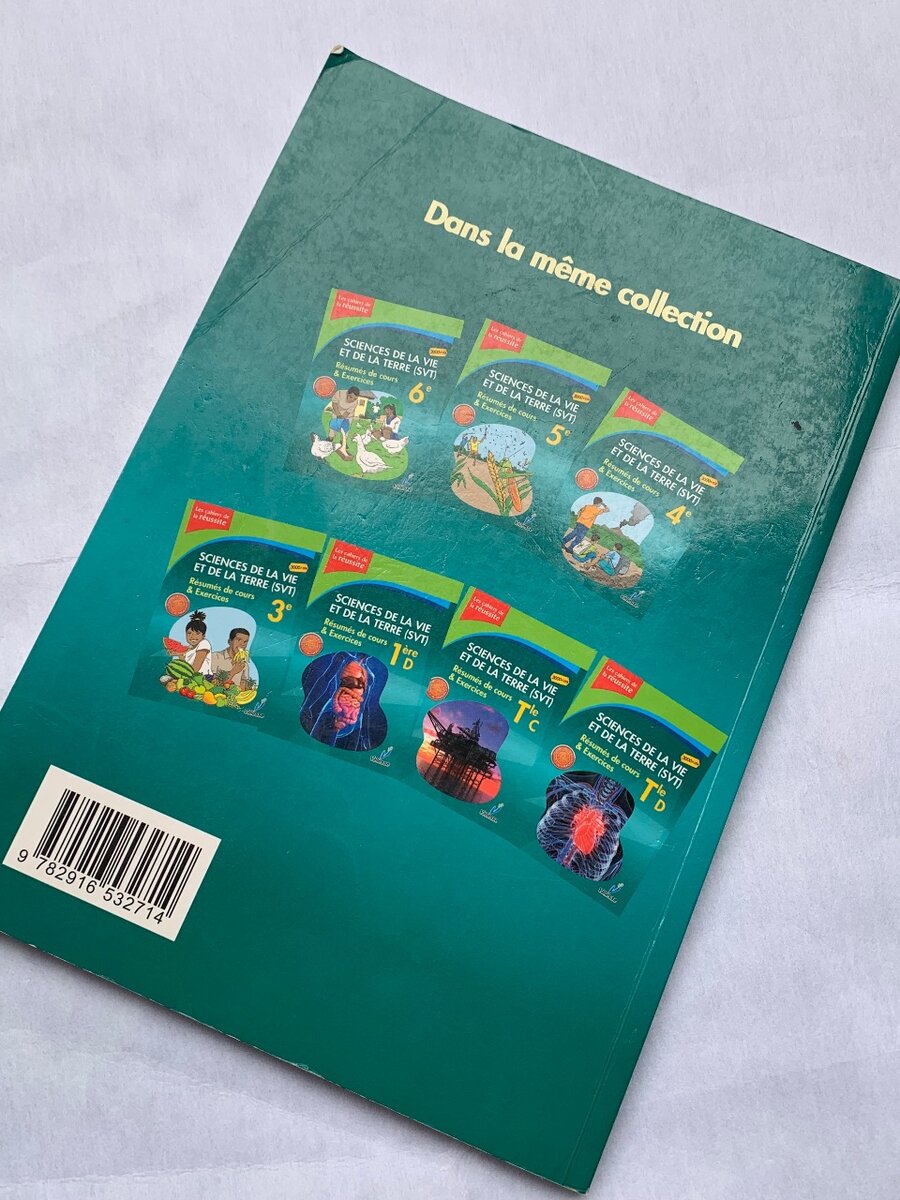 Dans la même collection
Les cahiers de
la réussite
SCIENCES DE LA VIE
ET DE LA TERRE (SVT)
Résumés de cours
& Exercices
6e
Les cahiers de
la réussite
SCIENCES DE LA VIE
ET DE LA TERRE (SVT)
Résumés de cours
& Exercices
5e
Les cahiers de
la réussite
SCIENCES DE LA VIE
ET DE LA TERRE (SVT)
Résumés de cours
& Exercices
4e
Les cahiers de
la réussite
SCIENCES DE LA VIE
ET DE LA TERRE (SVT)
Résumés de cours
& Exercices
3e
Les cahiers de
la réussite
SCIENCES DE LA VIE
ET DE LA TERRE (SVT)
Résumés de cours
& Exercices
1ère
D
Les cahiers de
la réussite
SCIENCES DE LA VIE
ET DE LA TERRE (SVT)
Résumés de cours
& Exercices
Tle
C
Les cahiers de
la réussite
SCIENCES DE LA VIE
ET DE LA TERRE (SVT)
Résumés de cours
& Exercices
Tle
D
9 782916 532714